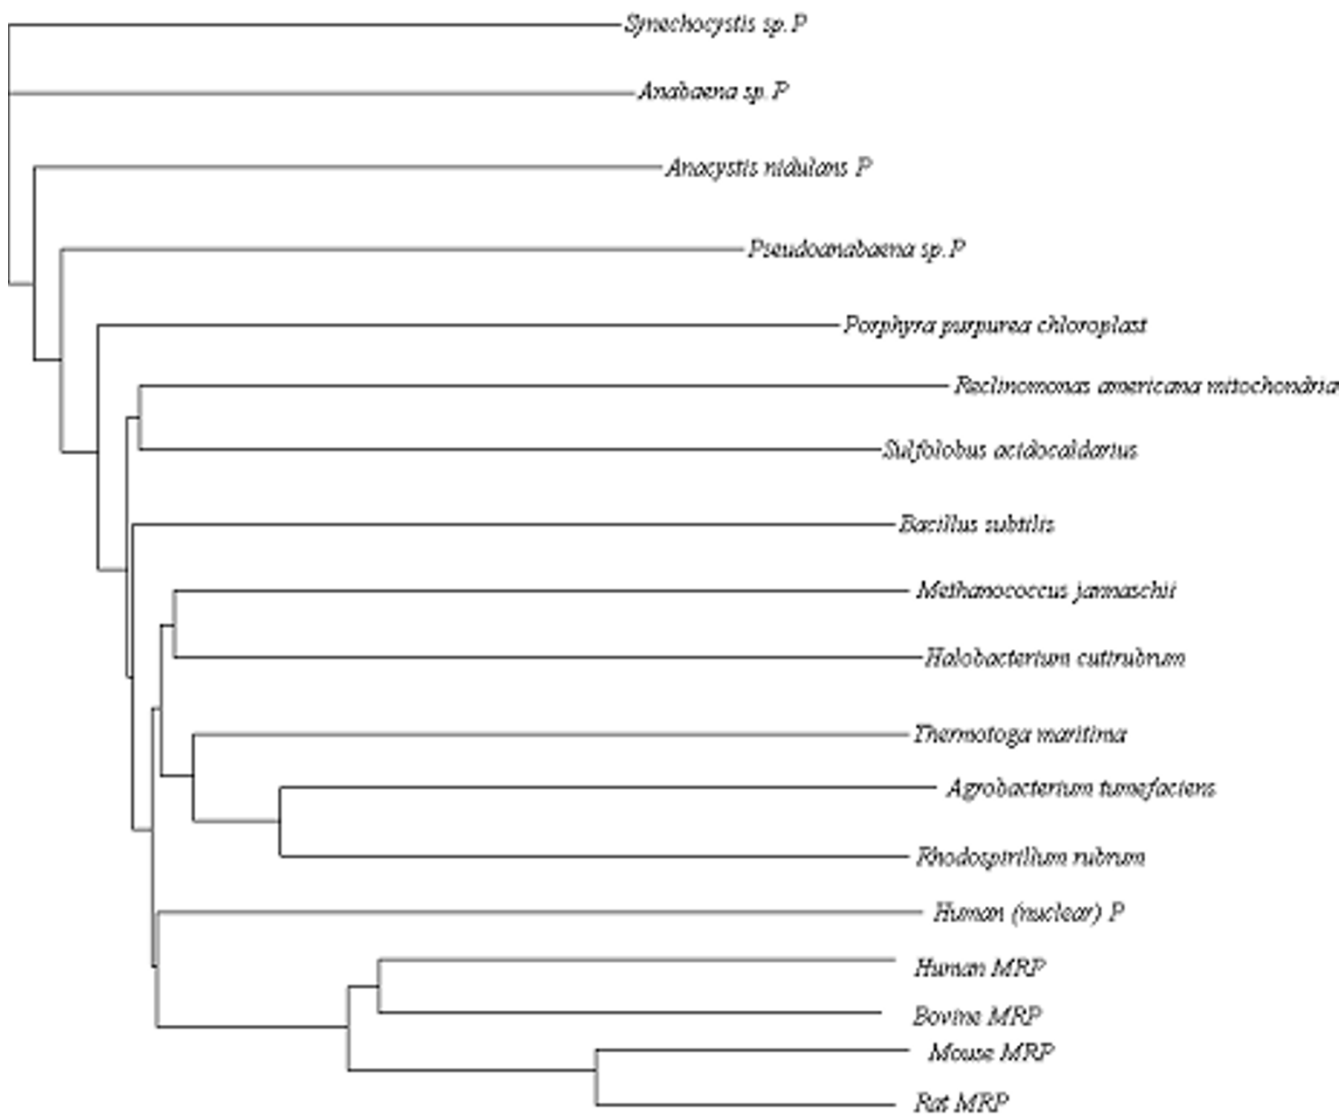 Synechocystis sp. P
Anabaena sp. P
Anacystis nidulans P
Pseudoanabaena sp. P
Porphyra purpurea chloroplast
Reclinomonas americana mitochondria
Sulfolobus acidocaldarius
Bacillus subtilis
Methanococcus jannaschii
Halobacterium cutirubrum
Thermotoga maritima
Agrobacterium tumefaciens
Rhodospirillum rubrum
Human (nuclear) P
Human MRP
Bovine MRP
Mouse MRP
Rat MRP